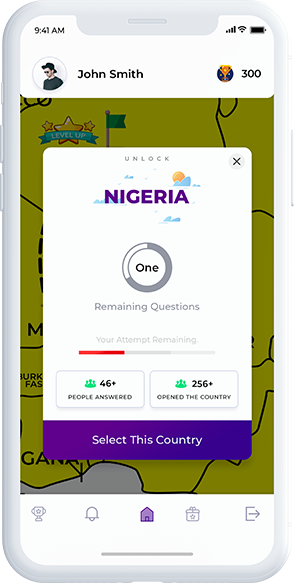 9:41 AM
John Smith
300
LEVEL UP
UNLOCK
NIGERIA
One
Remaining Questions
Your Attempt Remaining.
46+
PEOPLE ANSWERED
256+
OPENED THE COUNTRY
Select This Country
M
BURK
FAS
GANA